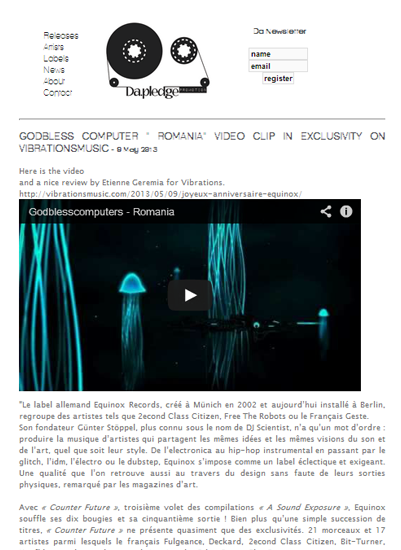 Releases
Artists
Labels
News
About
Contact
Da.pledge
PROMOTION
Da Newsletter
name
email
register
GODBLESS COMPUTER " ROMANIA" VIDEO CLIP IN EXCLUSIVITY ON
VIBRATIONSMUSIC - 9 May 2013
Here is the video
and a nice review by Etienne Geremia for Vibrations.
http://vibrationsmusic.com/2013/05/09/joyeux-anniversaire-equinox/
Godblesscomputers - Romania
"Le label allemand Equinox Records, créé à Münich en 2002 et aujourd'hui installé à Berlin,
regroupe des artistes tels que 2econd Class Citizen, Free The Robots ou le Français Geste.
Son fondateur Günter Stöppel, plus connu sous le nom de DJ Scientist, n'a qu'un mot d'ordre :
produire la musique d'artistes qui partagent les mêmes idées et les mêmes visions du son et
de l'art, quel que soit leur style. De l'electronica au hip-hop instrumental en passant par le
glitch, l'idm, l'électro ou le dubstep, Equinox s'impose comme un label éclectique et exigeant.
Une qualité que l'on retrouve aussi au travers du design sans faute de leurs sorties
physiques, remarqué par les magazines d'art.
Avec « Counter Future », troisième volet des compilations « A Sound Exposure », Equinox
souffle ses dix bougies et sa cinquantième sortie ! Bien plus qu'une simple succession de
titres, « Counter Future » ne présente quasiment que des exclusivités. 21 morceaux et 17
artistes parmi lesquels le français Fulgeance, Deckard, 2econd Class Citizen, Bit-Turner,